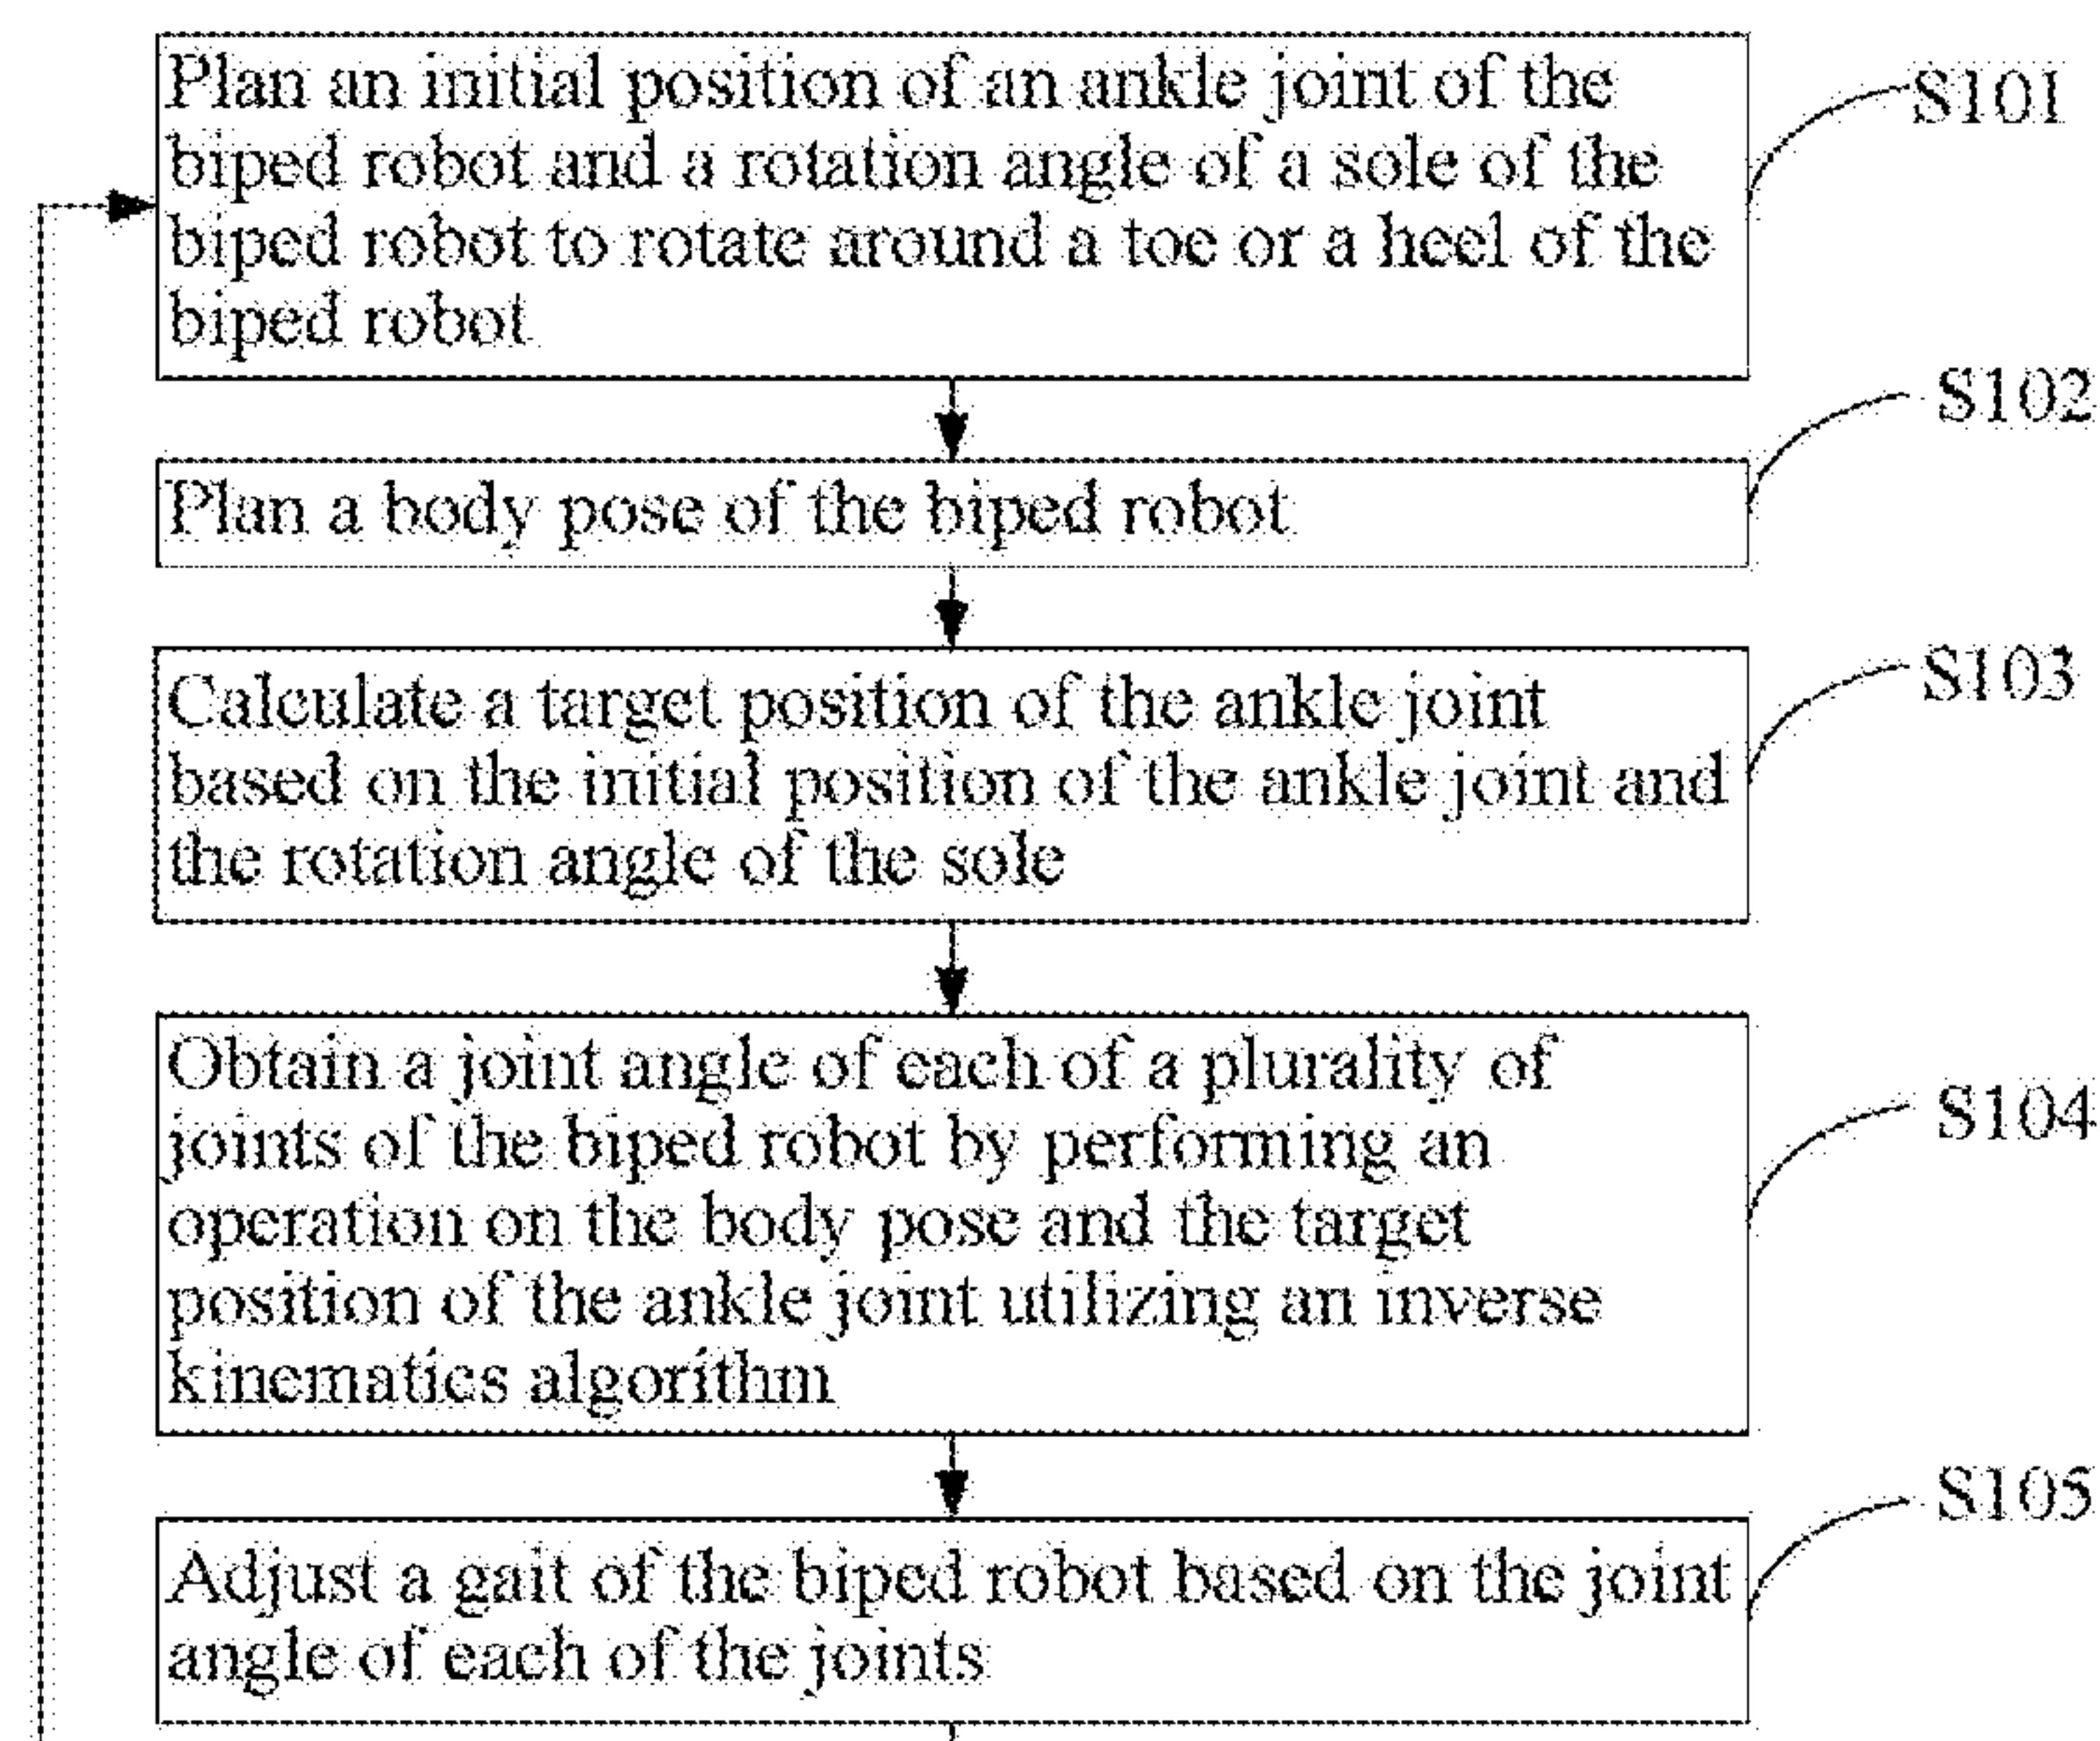 Plan an initial position of an ankle joint of the
biped robot and a rotation angle of a sole of the
biped robot to rotate around a toe or a heel of the
biped robot
S101
Plan a body pose of the biped robot
S102
Calculate a target position of the ankle joint
based on the initial position of the ankle joint and
the rotation angle of the sole
S103
Obtain a joint angle of each of a plurality of
joints of the biped robot by performing an
operation on the body pose and the target
position of the ankle joint utilizing an inverse
kinematics algorithm
S104
Adjust a gait of the biped robot based on the joint
angle of each of the joints
S105